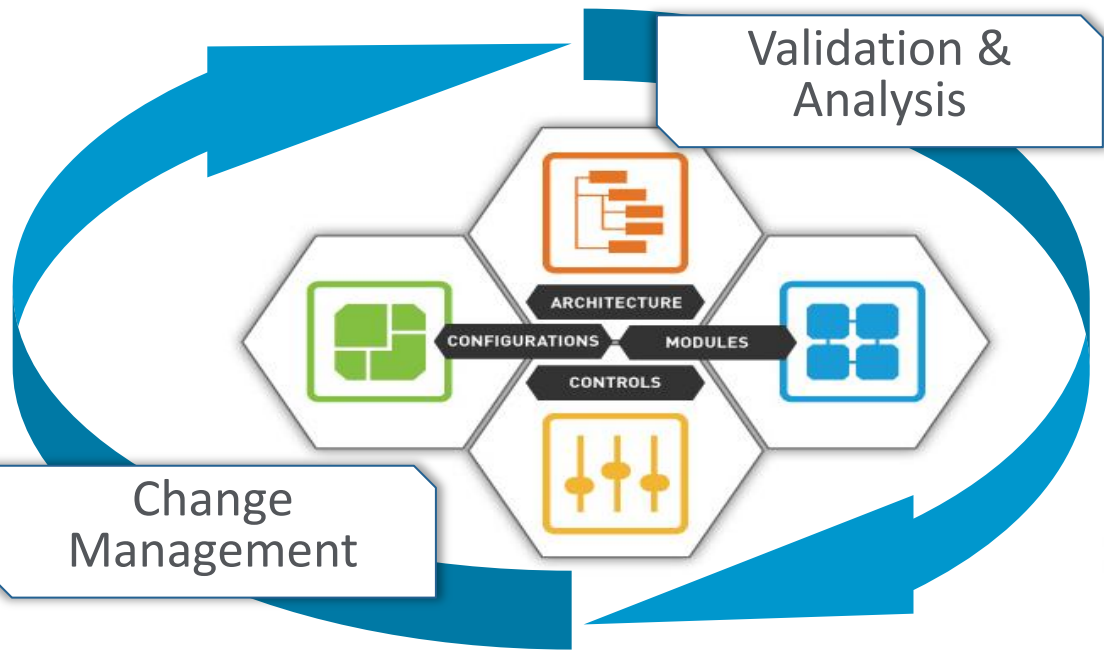 Validation &
Analysis
ARCHITECTURE
CONFIGURATIONS
MODULES
CONTROLS
Change
Management